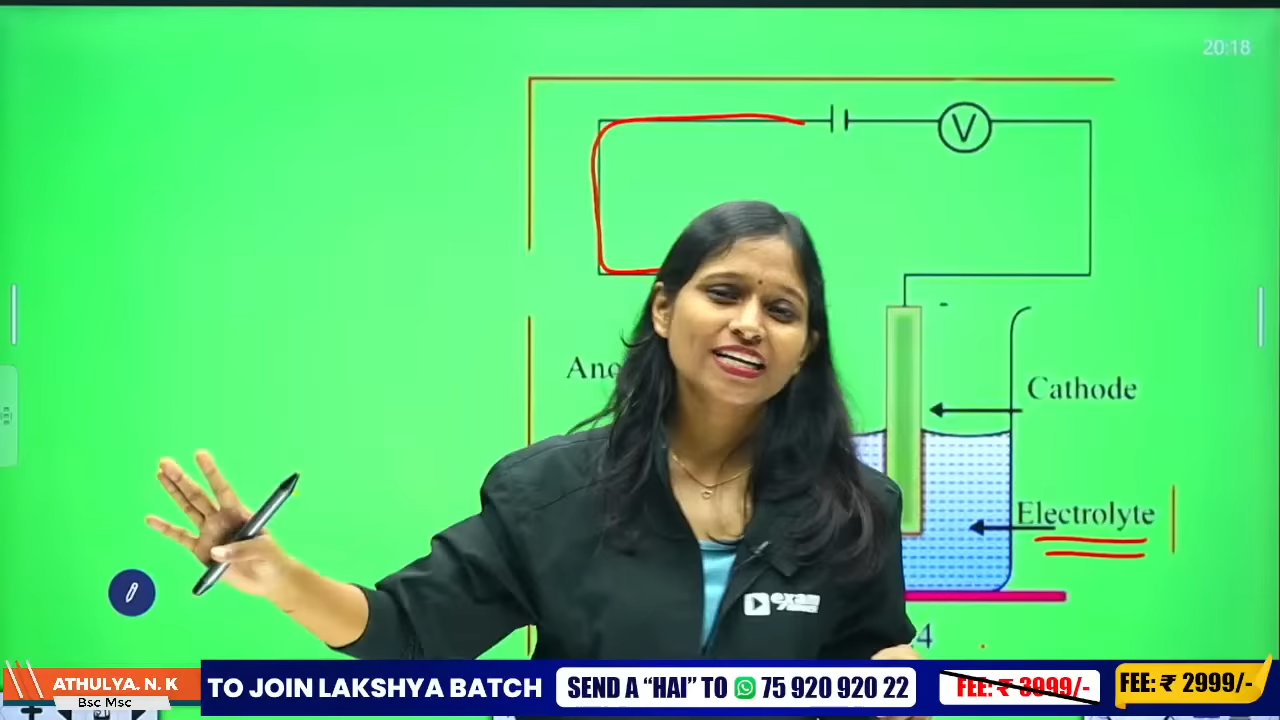 20:18
V
Ano
-
Cathode
Electrolyte
4
exam
ATHULYA. N. K
Bsc Msc
TO JOIN LAKSHYA BATCH
SEND A “HAI” TO 75 920 920 22
FEE: ₹ 3999/-
FEE: ₹ 2999/-